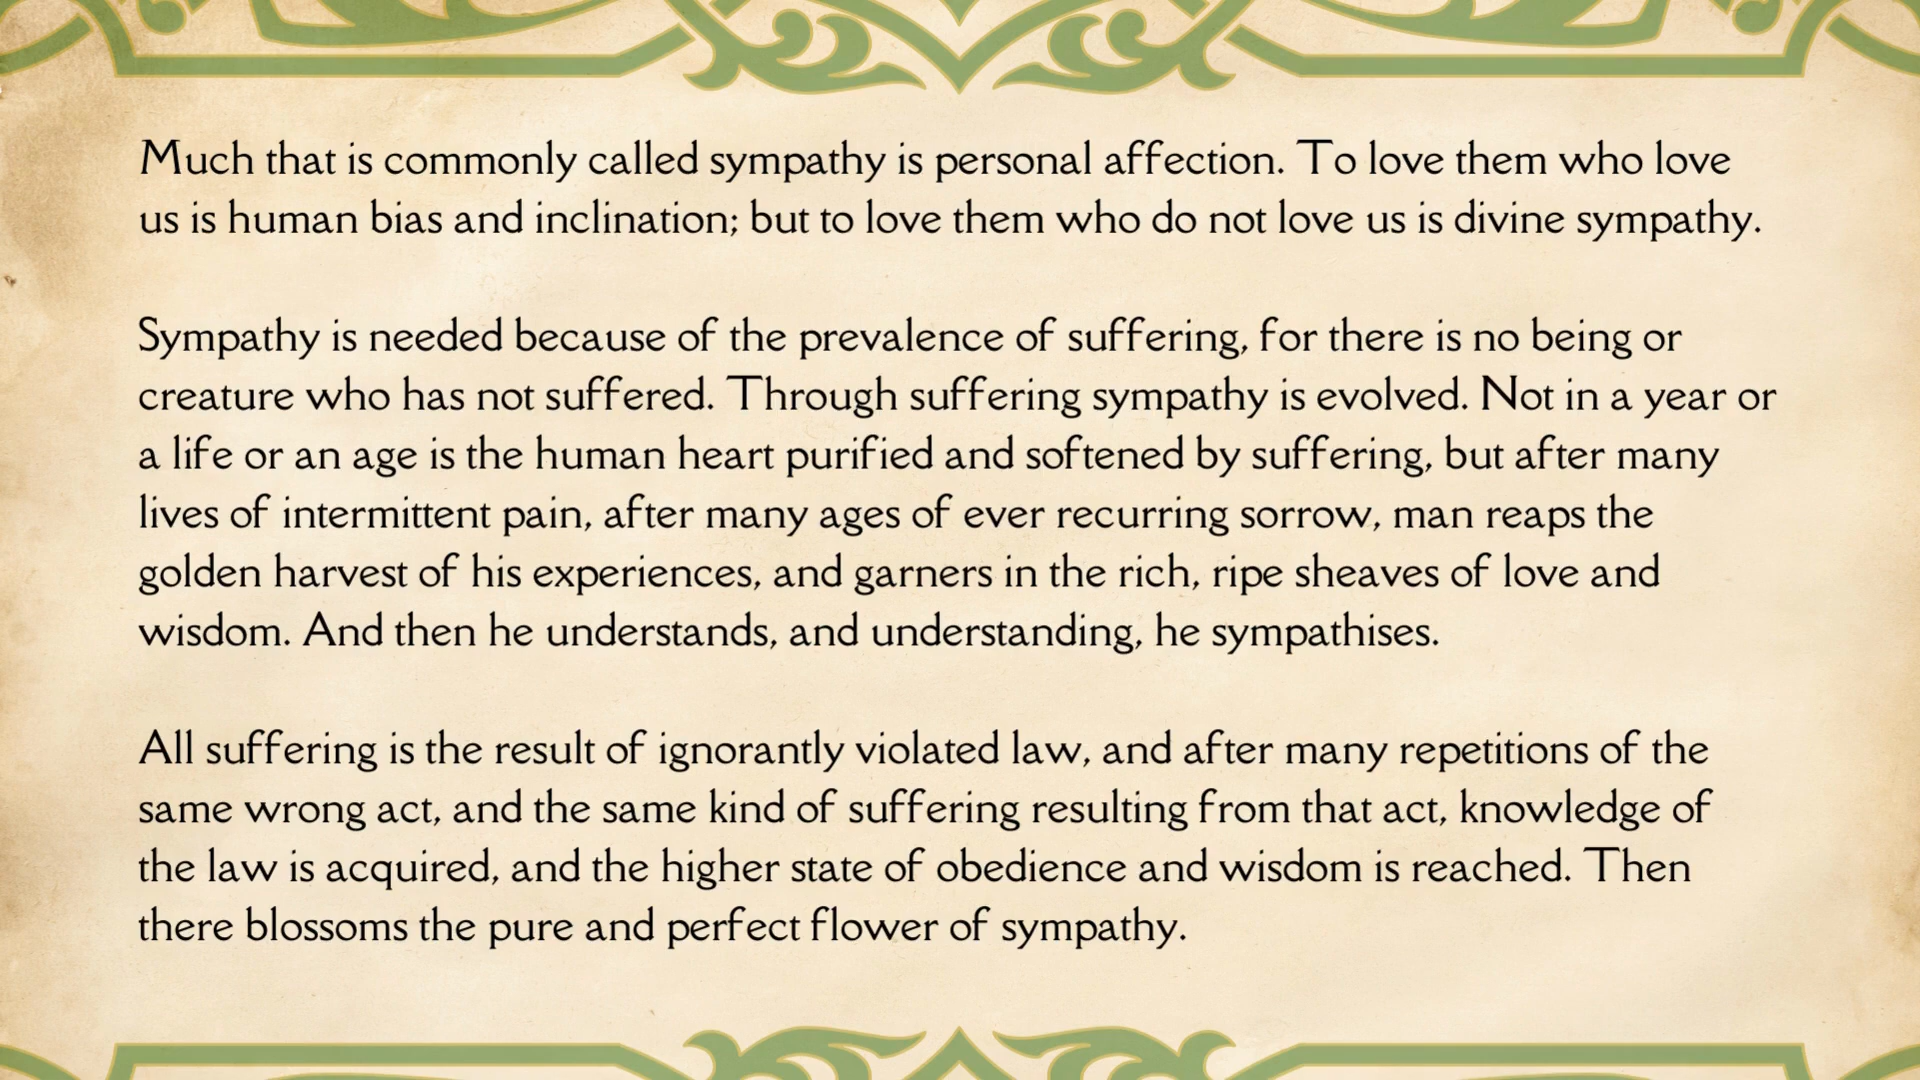 Much that is commonly called sympathy is personal affection. To love them who love
us is human bias and inclination; but to love them who do not love us is divine sympathy.
Sympathy is needed because of the prevalence of suffering, for there is no being or
creature who has not suffered. Through suffering sympathy is evolved. Not in a year or
a life or an age is the human heart purified and softened by suffering, but after many
lives of intermittent pain, after many ages of ever recurring sorrow, man reaps the
golden harvest of his experiences, and garners in the rich, ripe sheaves of love and
wisdom. And then he understands, and understanding, he sympathises.
All suffering is the result of ignorantly violated law, and after many repetitions of the
same wrong act, and the same kind of suffering resulting from that act, knowledge of
the law is acquired, and the higher state of obedience and wisdom is reached. Then
there blossoms the pure and perfect flower of sympathy.